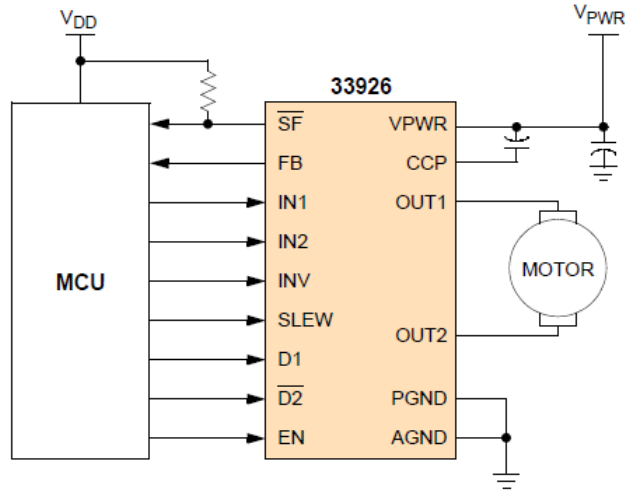 VDD
VPWR
33926
SF
VPWR
FB
CCP
IN1
OUT1
IN2
INV
MCU
MOTOR
SLEW
OUT2
D1
D2
PGND
EN
AGND